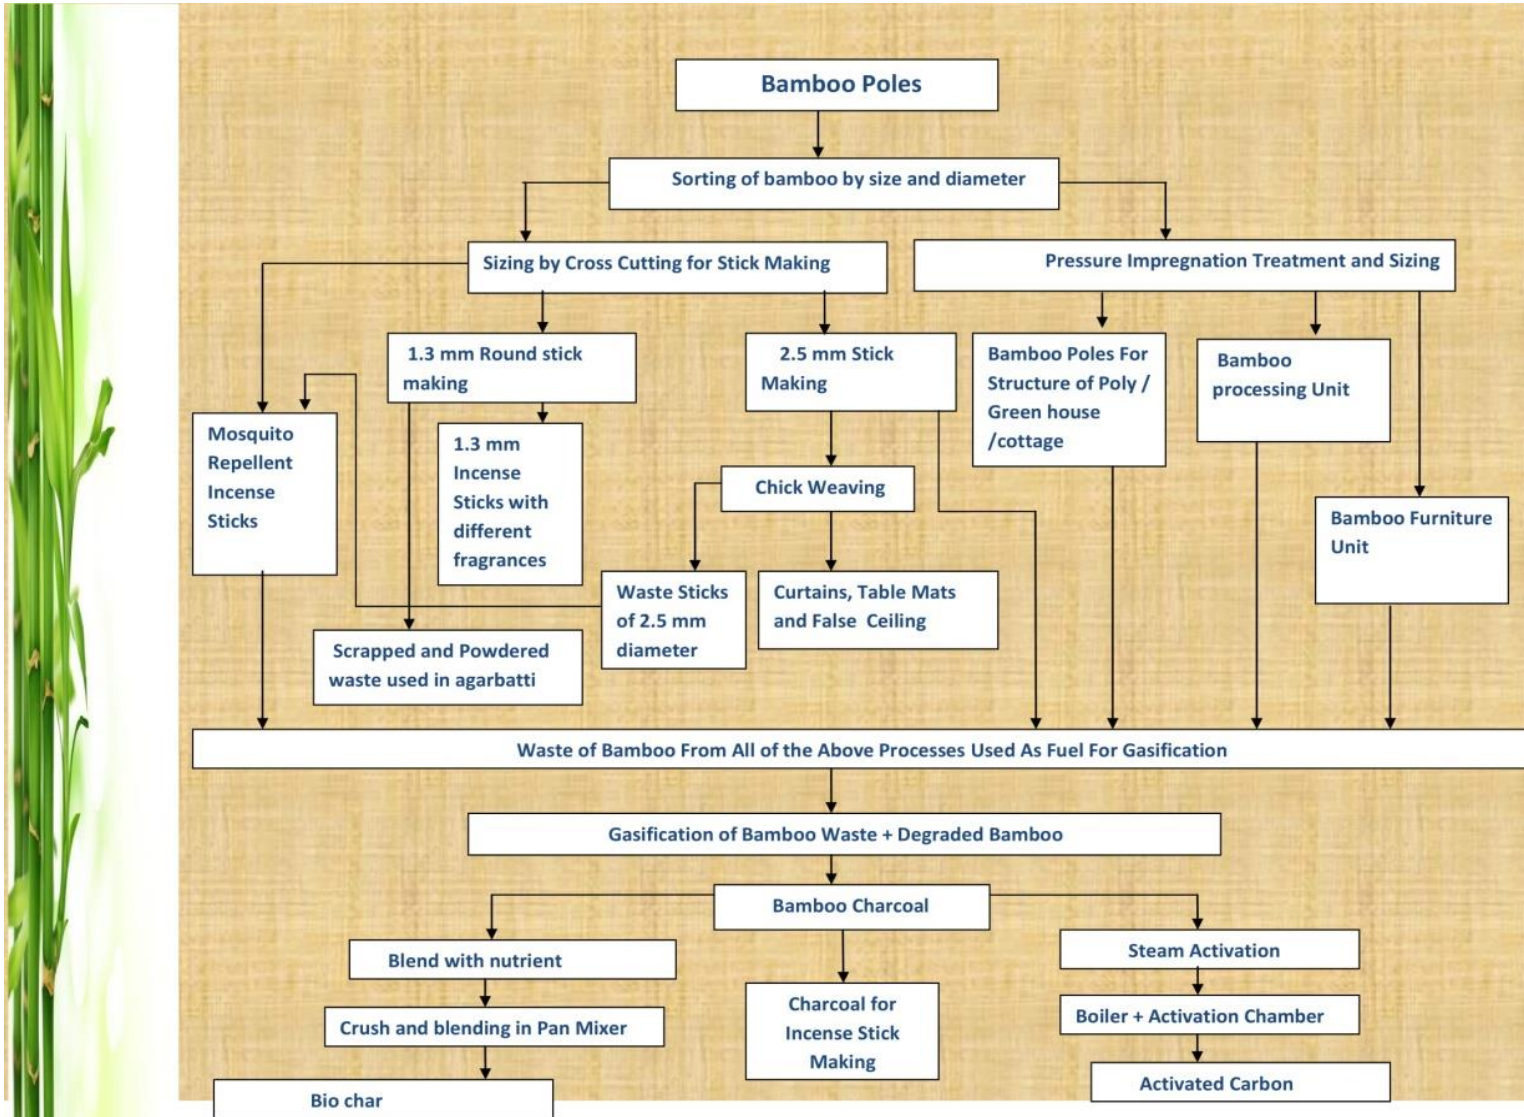 Bamboo Poles
Sorting of bamboo by size and diameter
Sizing by Cross Cutting for Stick Making
Pressure Impregnation Treatment and Sizing
1.3 mm Round stick
making
2.5 mm Stick
Making
Bamboo Poles For
Structure of Poly /
Green house
/cottage
Bamboo
processing Unit
Mosquito
Repellent
Incense
Sticks
1.3 mm
Incense
Sticks with
different
fragrances
Chick Weaving
Bamboo Furniture
Unit
Waste Sticks
of 2.5 mm
diameter
Curtains, Table Mats
and False Ceiling
Scrapped and Powdered
waste used in agarbatti
Waste of Bamboo From All of the Above Processes Used As Fuel For Gasification
Gasification of Bamboo Waste + Degraded Bamboo
Bamboo Charcoal
Blend with nutrient
Crush and blending in Pan Mixer
Bio char
Charcoal for
Incense Stick
Making
Steam Activation
Boiler + Activation Chamber
Activated Carbon